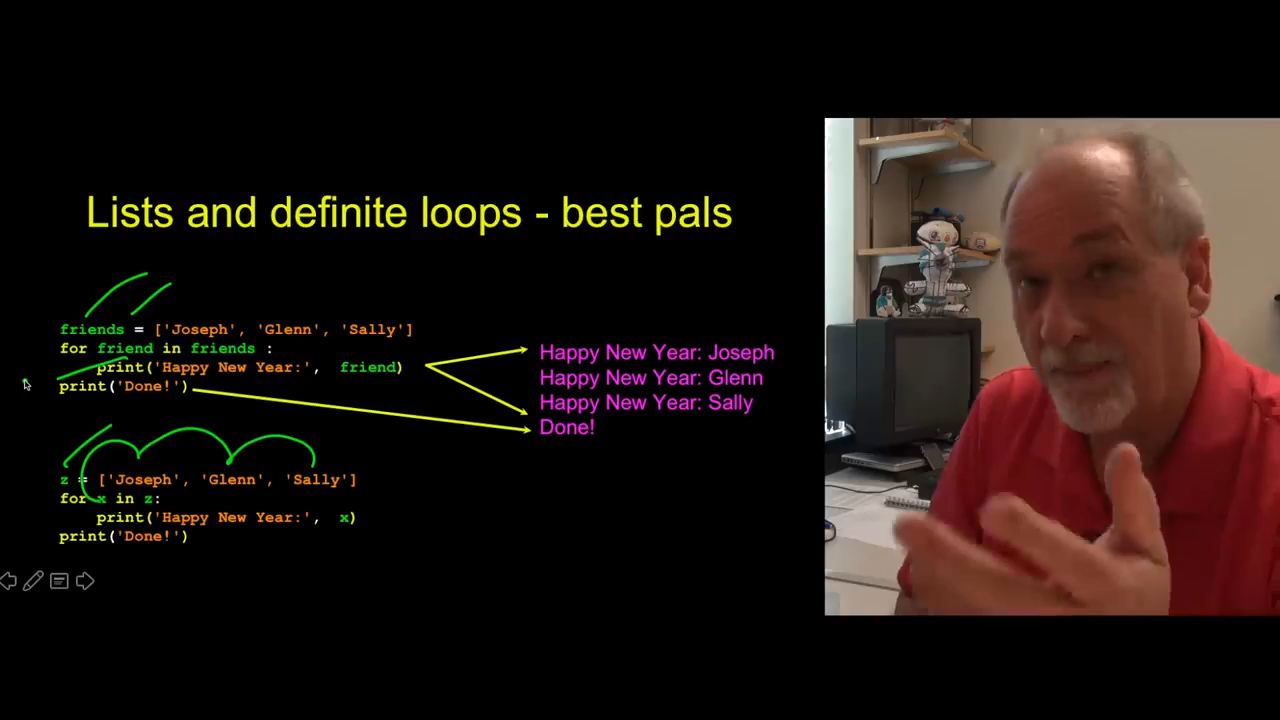 Lists and definite loops - best pals
friends = ['Joseph', 'Glenn', 'Sally']
for friend in friends :
    print('Happy New Year:',  friend)
print('Done!')
Happy New Year: Joseph
Happy New Year: Glenn
Happy New Year: Sally
Done!
z = ['Joseph', 'Glenn', 'Sally']
for x in z:
    print('Happy New Year:',  x)
print('Done!')